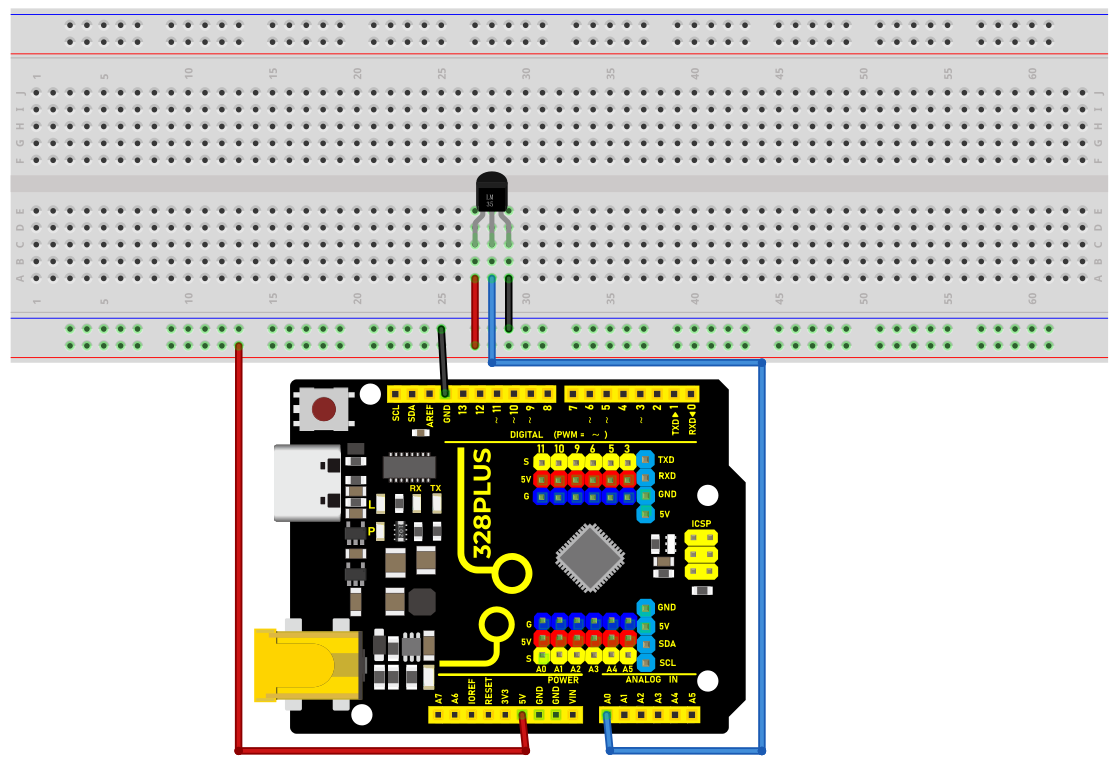 1 5 10 15 20 25 30 35 40 45 50 55 60
J J
I I
H H
G G
F F
LM
35
E E
D D
C C
B B
A A
1 5 10 15 20 25 30 35 40 45 50 55 60
SCL SDA AREF GND 13 12 ~11 ~10 ~9 8 7 ~6 ~5 4 ~3 2 TXD▶1 RXD◀0
DIGITAL (PWM = ~ )
11 10 9 6 5 3
S
5V
G
TXD
RXD
GND
5V
328PLUS
RX TX
L
P
ICSP
G
5V
S
GND
5V
SDA
SCL
A0 A1 A2 A3 A4 A5
POWER
ANALOG IN
A7 A6 IOREF RESET 3V3 5V GND GND VIN A0 A1 A2 A3 A4 A5